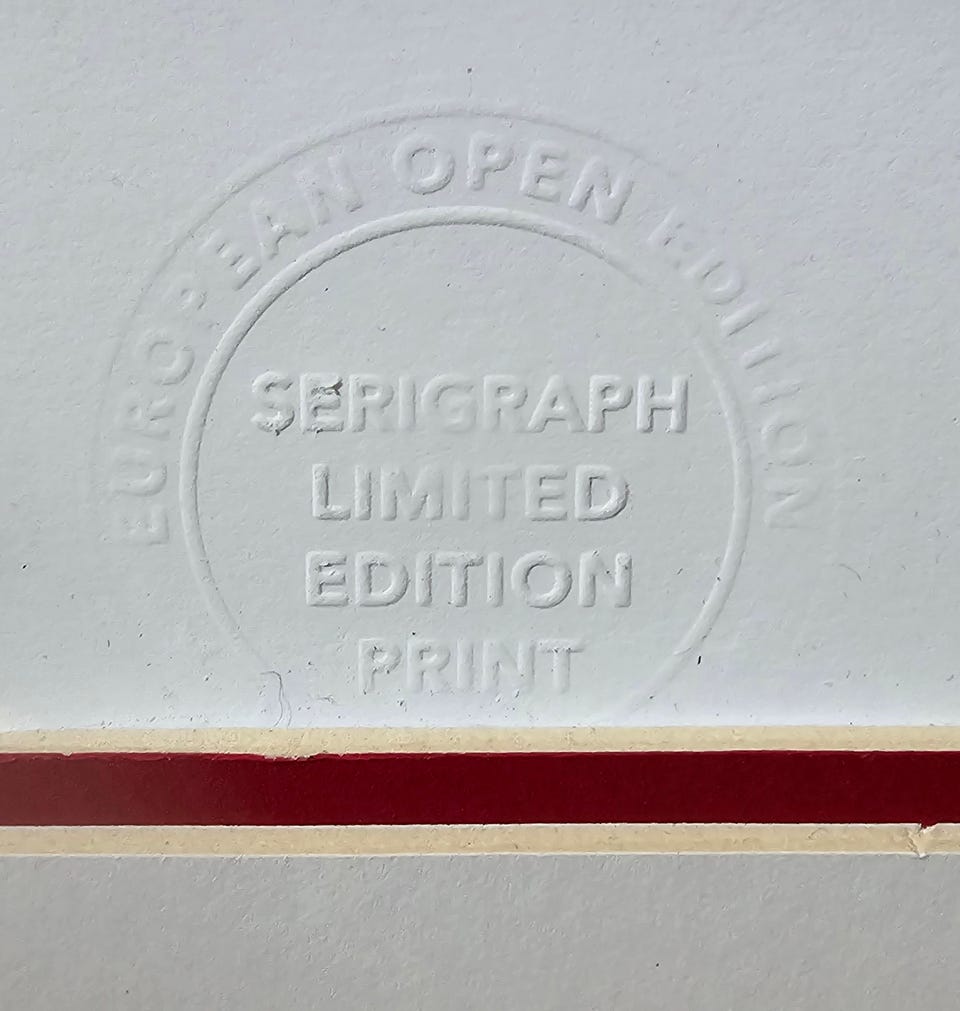 EUROPEAN OPEN EDITION
SERIGRAPH
LIMITED
EDITION
PRINT